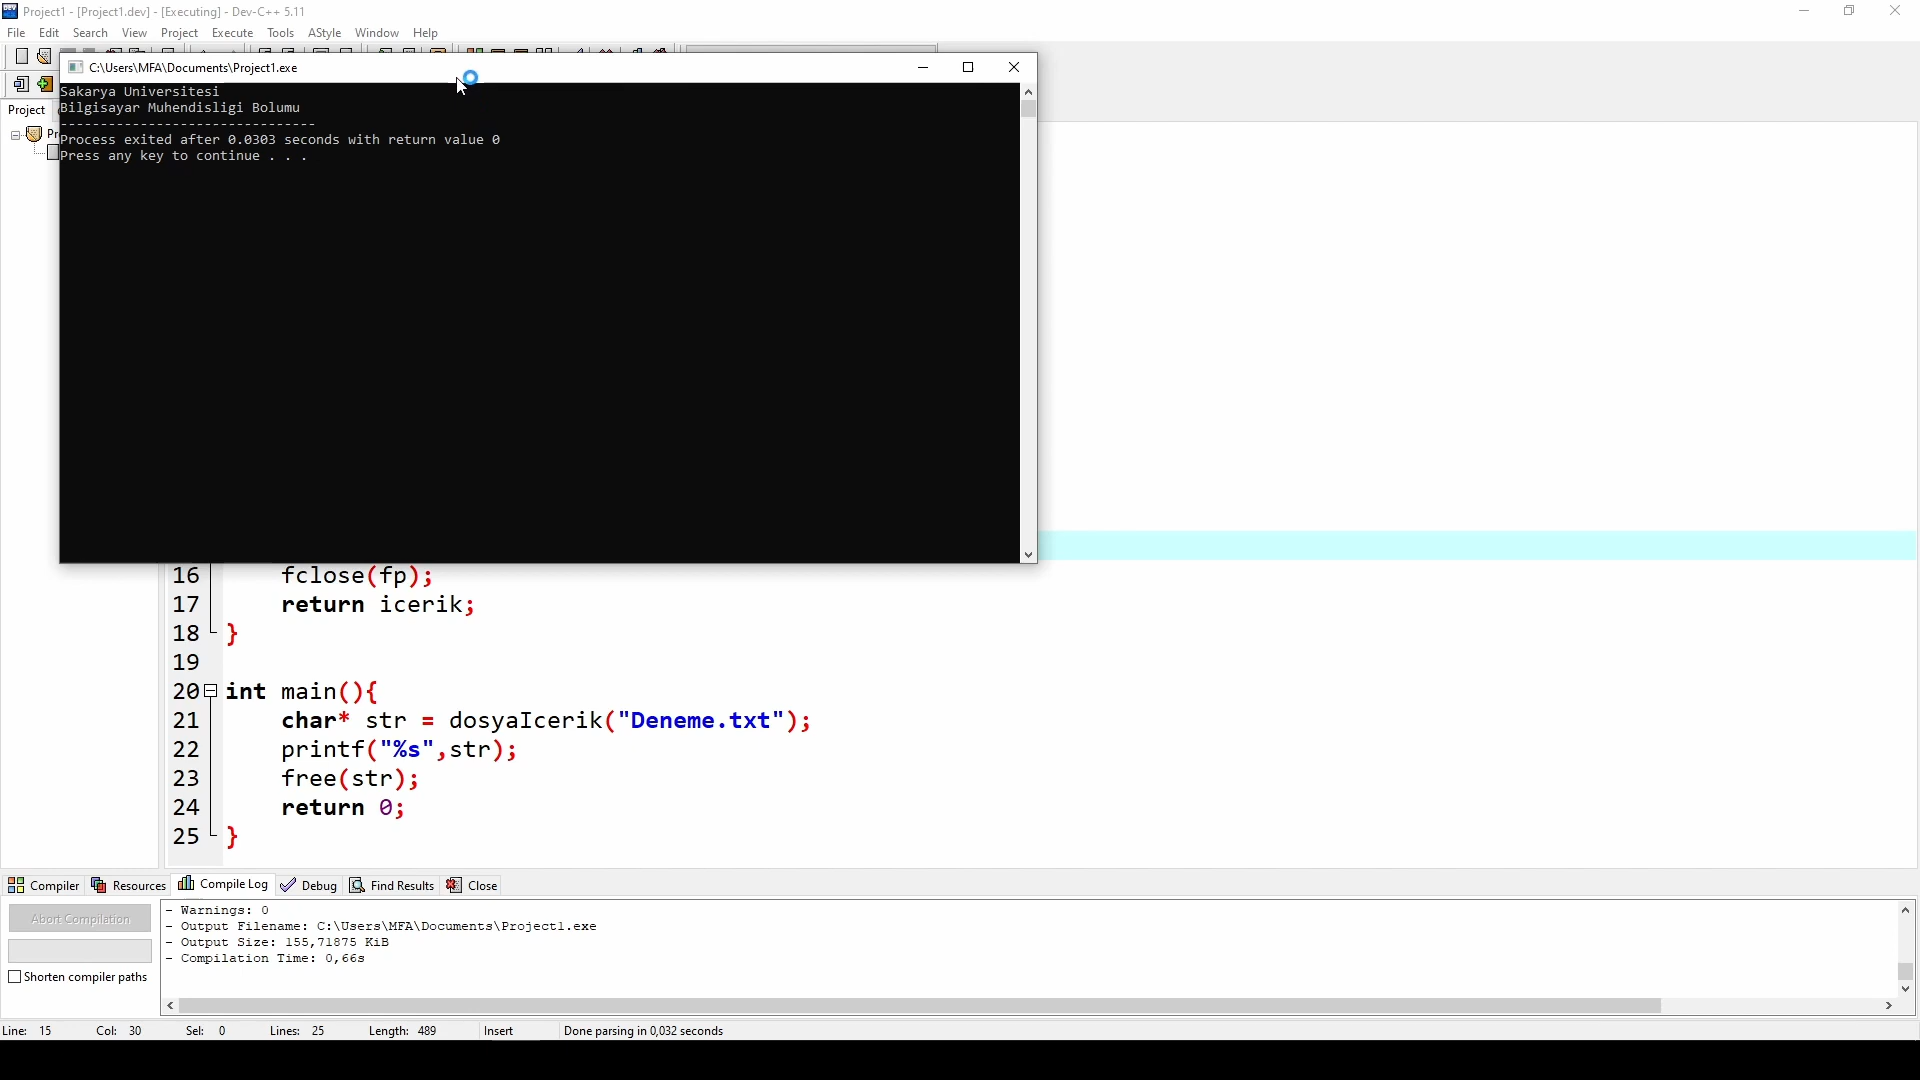 Project1 - [Project1.dev] - [Executing] - Dev-C++ 5.11
File Edit Search View Project Execute Tools AStyle Window Help
C:\Users\MFA\Documents\Project1.exe
Project
Sakarya Universitesi
Bilgisayar Muhendisligi Bolumu
--------------------------------
Process exited after 0.0303 seconds with return value 0
Press any key to continue . . .
16 fclose(fp);
17 return icerik;
18 }
19
20 int main(){
21 char* str = dosyaIcerik("Deneme.txt");
22 printf("%s",str);
23 free(str);
24 return 0;
25 }
Compiler Resources Compile Log Debug Find Results Close
Abort Compilation
Shorten compiler paths
- Warnings: 0
- Output Filename: C:\Users\MFA\Documents\Project1.exe
- Output Size: 155,71875 KiB
- Compilation Time: 0,66s
Line: 15 Col: 30 Sel: 0 Lines: 25 Length: 489 Insert Done parsing in 0,032 seconds